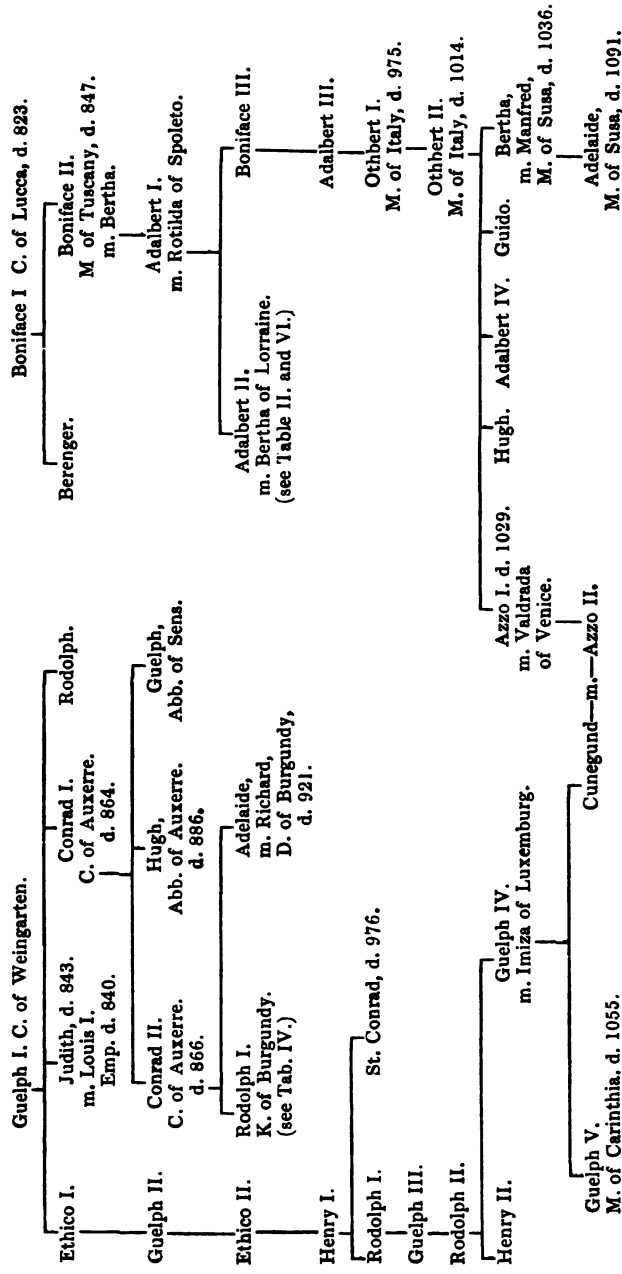 Guelph I. C. of Weingarten.
Ethico I.
Judith, d. 843.
m. Louis I.
Emp. d. 840.
Conrad I.
C. of Auxerre.
d. 864.
Rodolph.
Guelph II.
Conrad II.
C. of Auxerre.
d. 866.
Hugh,
Abb. of Auxerre.
d. 886.
Guelph,
Abb. of Sens.
Ethico II.
Rodolph I.
K. of Burgundy.
(see Tab. IV.)
Adelaide,
m. Richard,
D. of Burgundy,
d. 921.
Henry I.
Rodolph I.
St. Conrad, d. 976.
Guelph III.
Rodolph II.
Henry II.
Guelph IV.
m. Imiza of Luxemburg.
Guelph V.
M. of Carinthia. d. 1055.
Cunegund—m.—Azzo II.
Boniface I C. of Lucca, d. 823.
Berenger.
Boniface II.
M of Tuscany, d. 847.
m. Bertha.
Adalbert I.
m. Rotilda of Spoleto.
Adalbert II.
m. Bertha of Lorraine.
(see Table II. and VI.)
Boniface III.
Adalbert III.
Othbert I.
M. of Italy, d. 975.
Othbert II.
M. of Italy, d. 1014.
Azzo I. d. 1029.
m. Valdrada
of Venice.
Hugh.
Adalbert IV.
Guido.
Bertha,
m. Manfred,
M. of Susa, d. 1036.
Adelaide,
M. of Susa, d. 1091.